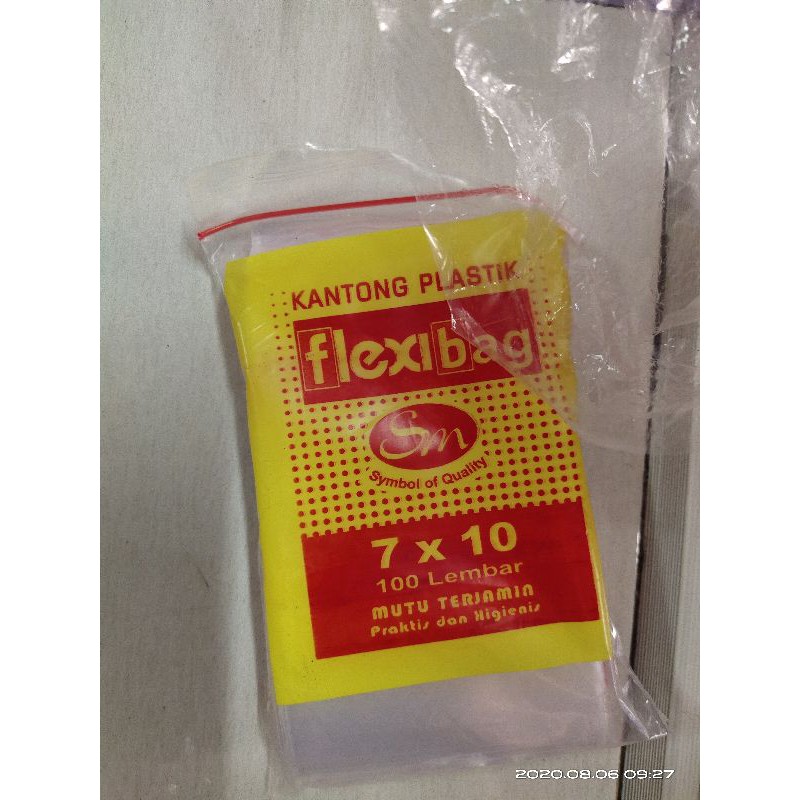 KANTONG PLASTIK
flexibag
Sm
Symbol of Quality
7 x 10
100 Lembar
MUTU TERJAMIN
Praktis dan Higienis
2020.08.06 09:27